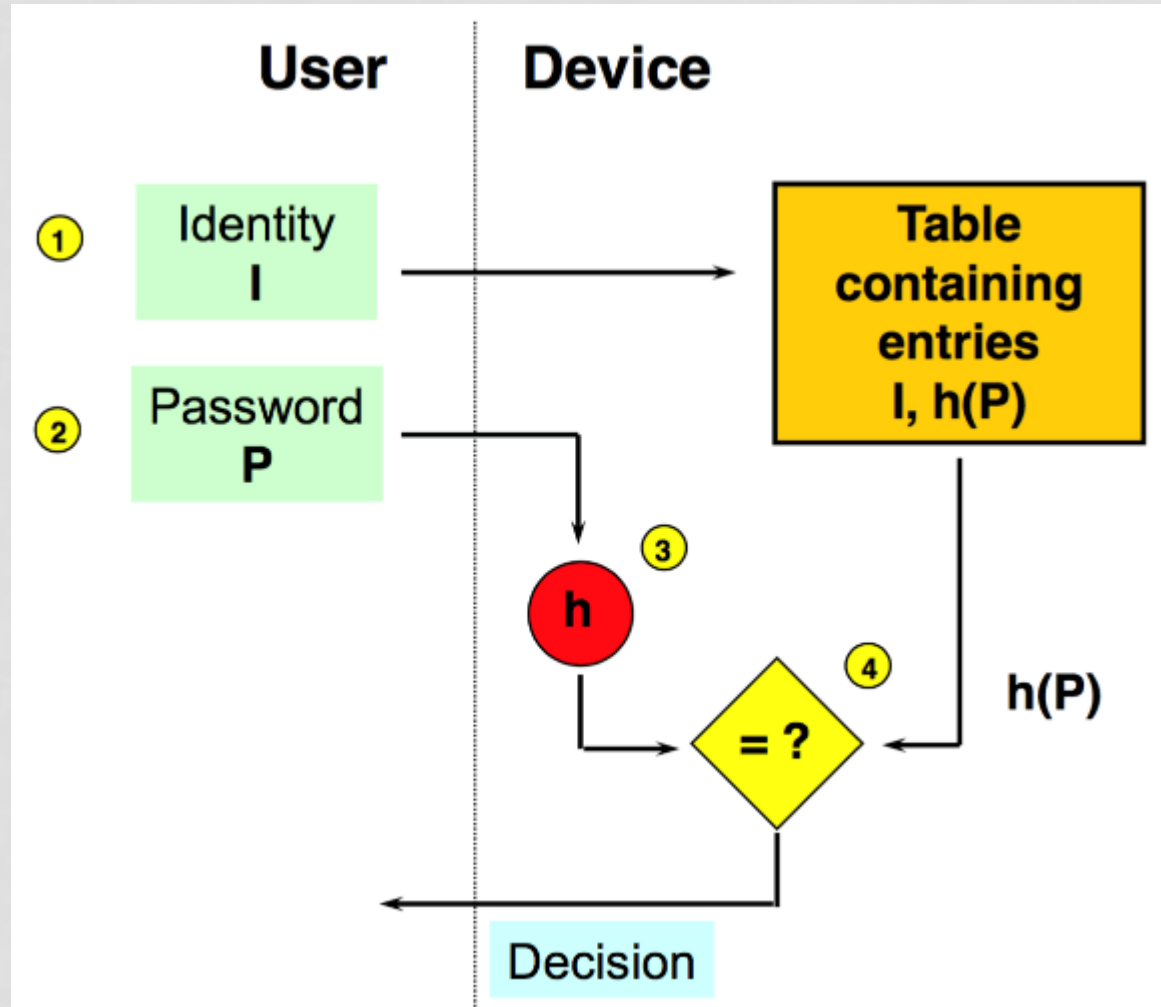 User
Device
1
Identity
I
Table
containing
entries
I, h(P)
2
Password
P
3
h
4
= ?
h(P)
Decision